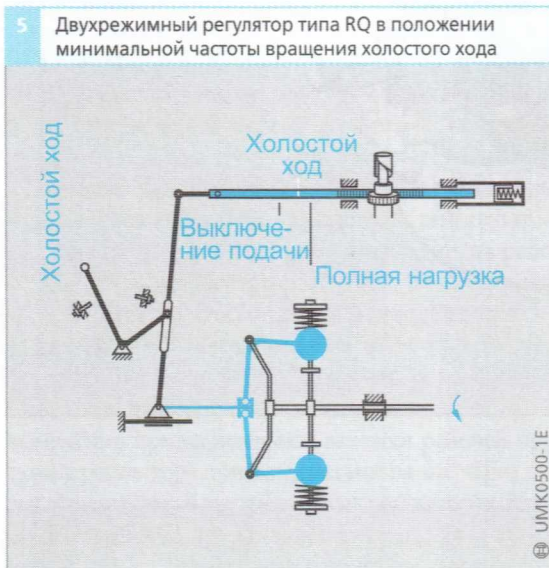 5 Двухрежимный регулятор типа RQ в положении
минимальной частоты вращения холостого хода
Холостой ход
Холостой
ход
Выключе-
ние подачи
Полная нагрузка
UMK0500-1E